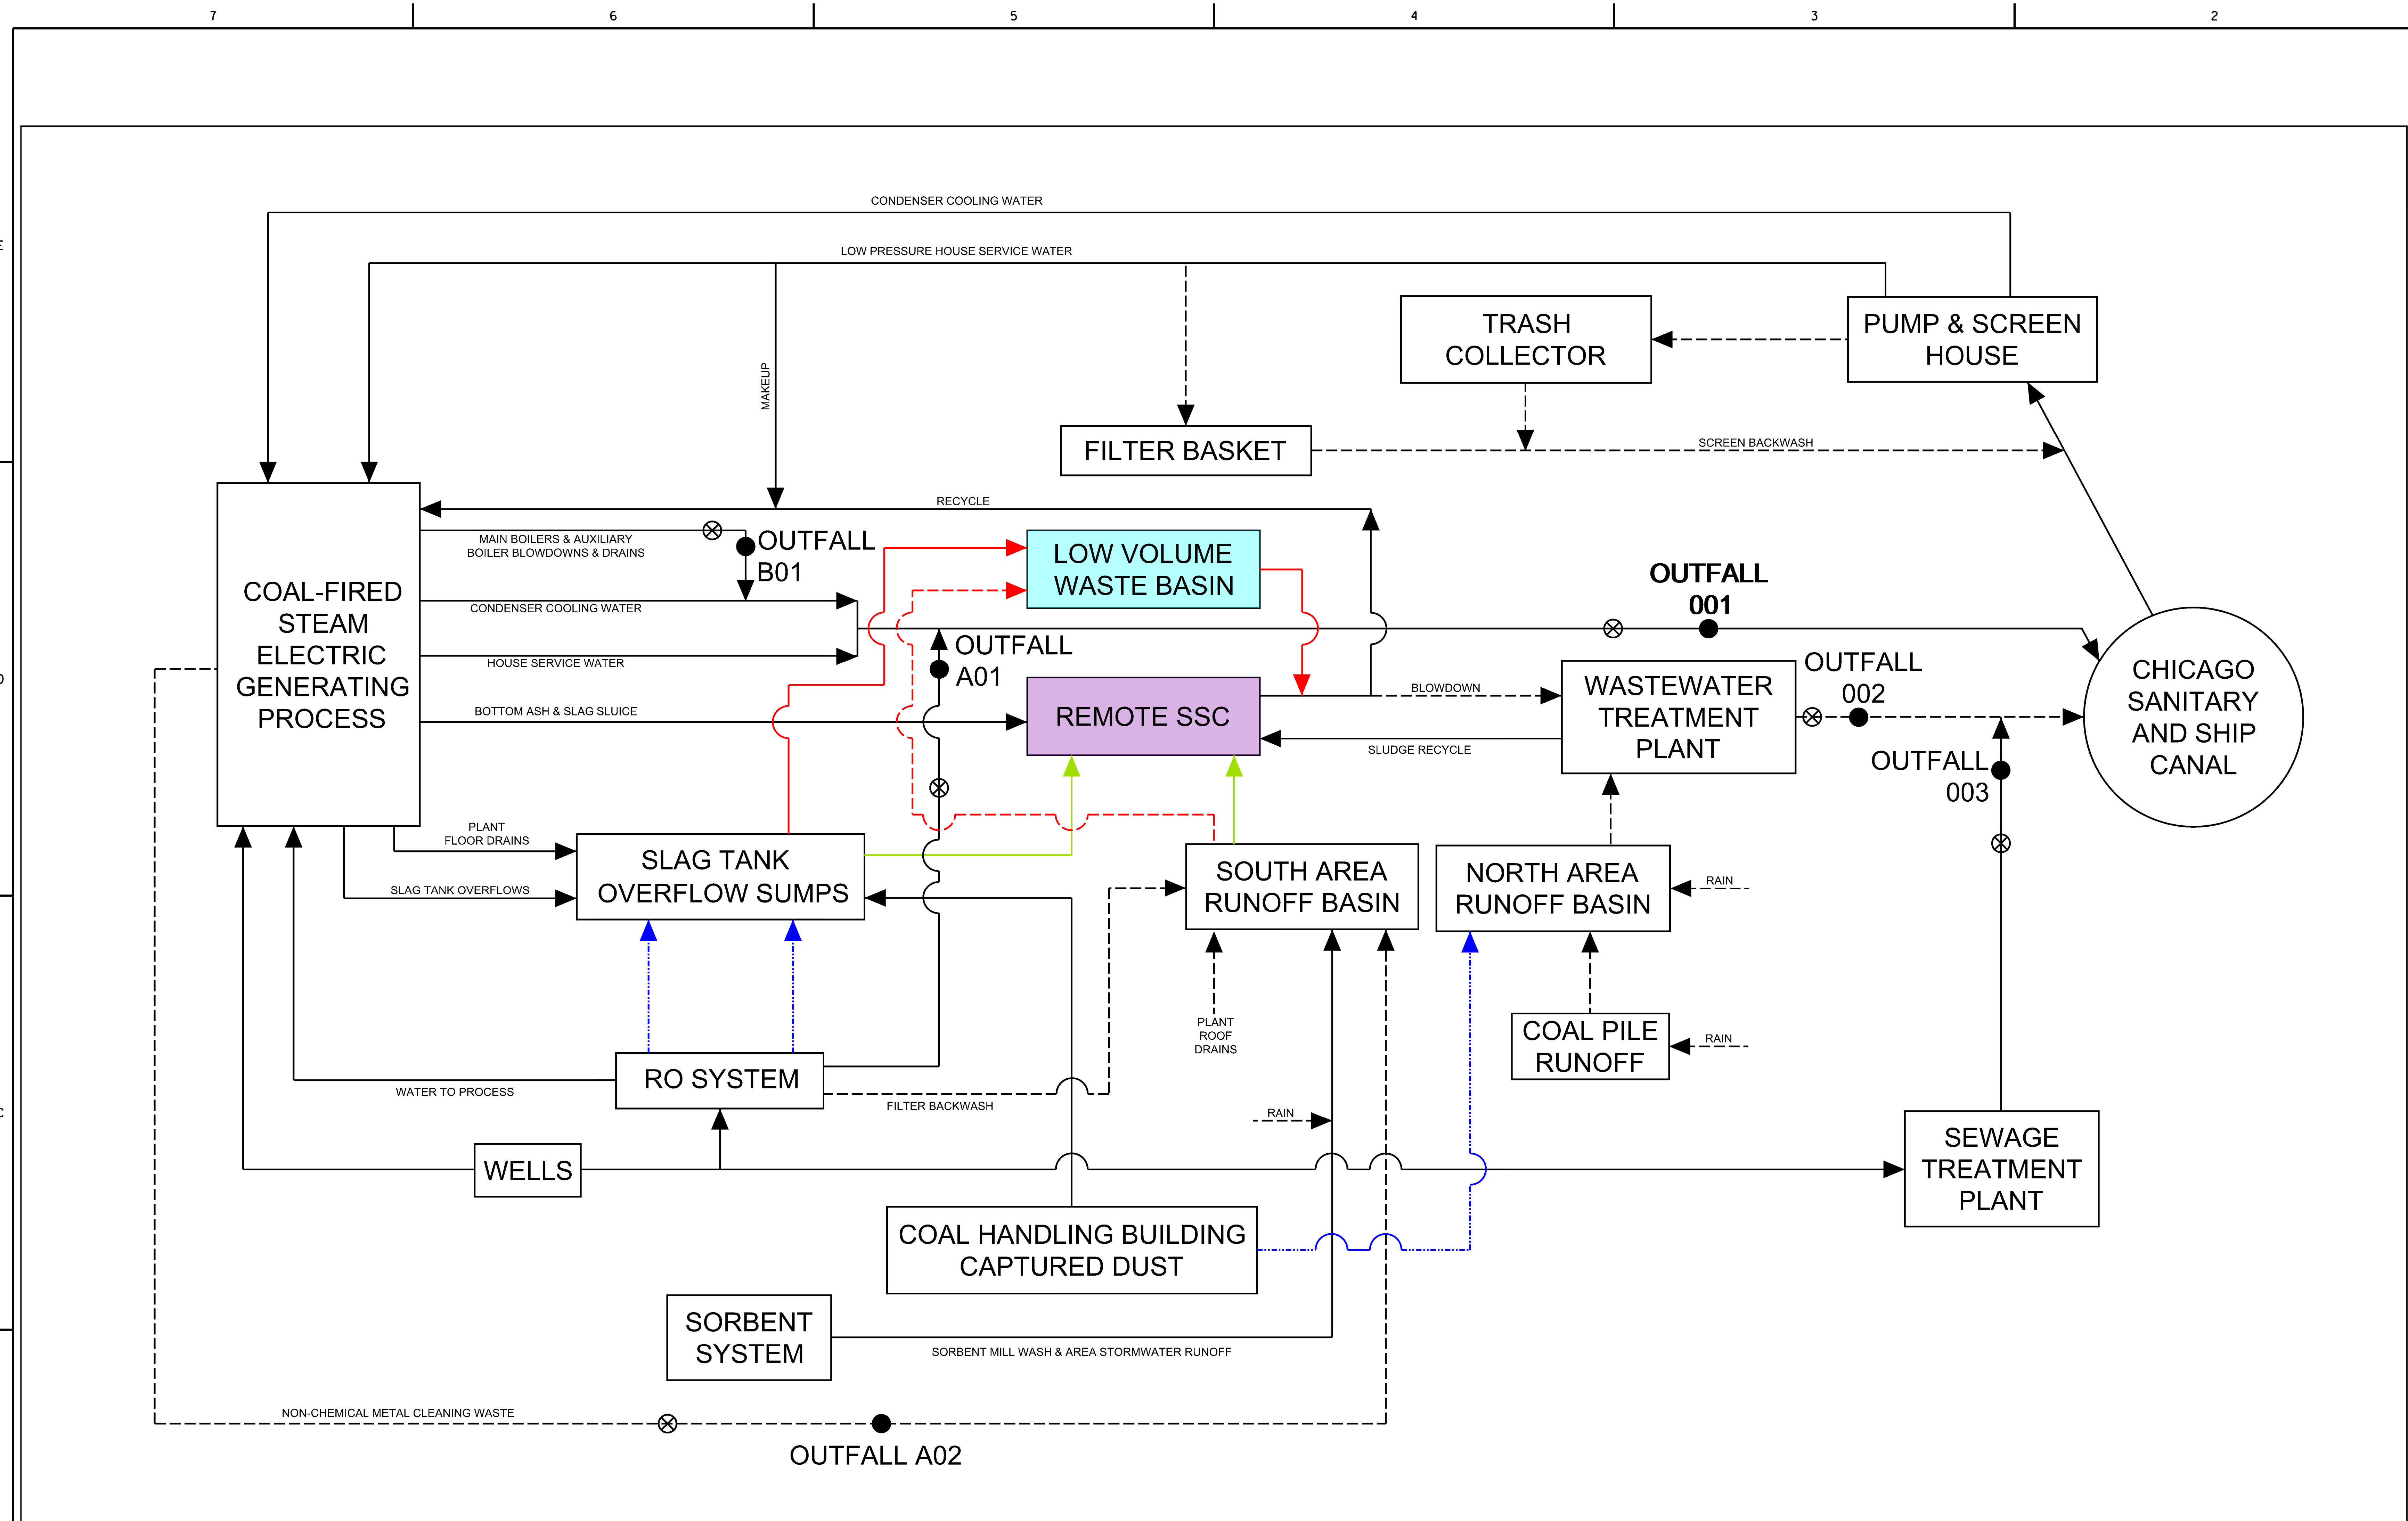 7
6
5
4
3
2
CONDENSER COOLING WATER
E
LOW PRESSURE HOUSE SERVICE WATER
TRASH
COLLECTOR
PUMP & SCREEN
HOUSE
MAKEUP
FILTER BASKET
SCREEN BACKWASH
RECYCLE
MAIN BOILERS & AUXILIARY
BOILER BLOWDOWNS & DRAINS
OUTFALL
B01
LOW VOLUME
WASTE BASIN
COAL-FIRED
STEAM
ELECTRIC
GENERATING
PROCESS
CONDENSER COOLING WATER
OUTFALL
001
HOUSE SERVICE WATER
OUTFALL
A01
OUTFALL
002
CHICAGO
SANITARY
AND SHIP
CANAL
D
BOTTOM ASH & SLAG SLUICE
REMOTE SSC
BLOWDOWN
WASTEWATER
TREATMENT
PLANT
SLUDGE RECYCLE
OUTFALL
003
PLANT
FLOOR DRAINS
SLAG TANK OVERFLOWS
SLAG TANK
OVERFLOW SUMPS
SOUTH AREA
RUNOFF BASIN
NORTH AREA
RUNOFF BASIN
RAIN
PLANT
ROOF
DRAINS
COAL PILE
RUNOFF
RAIN
RO SYSTEM
WATER TO PROCESS
FILTER BACKWASH
RAIN
C
WELLS
SEWAGE
TREATMENT
PLANT
COAL HANDLING BUILDING
CAPTURED DUST
SORBENT
SYSTEM
SORBENT MILL WASH & AREA STORMWATER RUNOFF
NON-CHEMICAL METAL CLEANING WASTE
OUTFALL A02